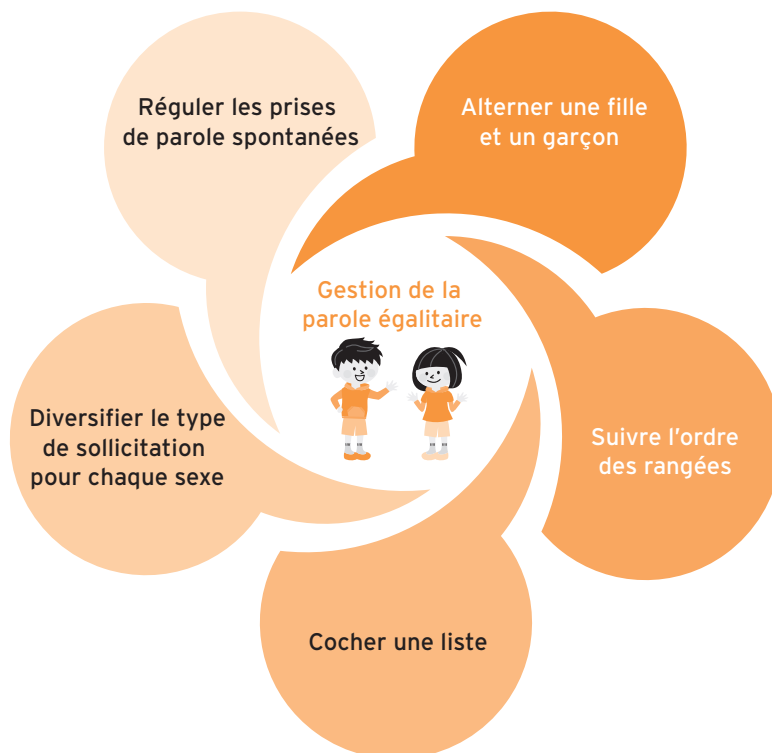 Réguler les prises
de parole spontanées
Alterner une fille
et un garçon
Gestion de la
parole égalitaire
Diversifier le type
de sollicitation
pour chaque sexe
Suivre l'ordre
des rangées
Cocher une liste